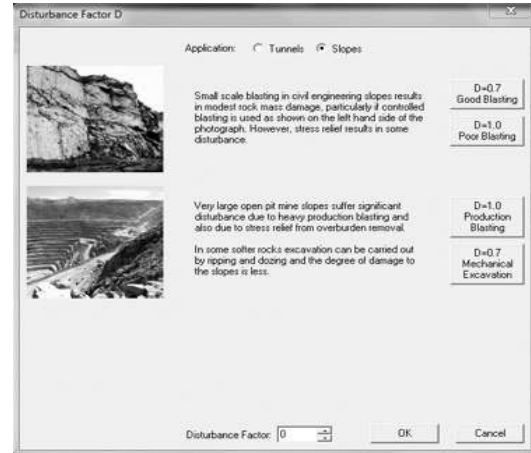 Disturbance Factor D
Application: Tunnels Slopes
Small scale blasting in civil engineering slopes results
in modest rock mass damage, particularly if controlled
blasting is used as shown on the left hand side of the
photograph. However, stress relief results in some
disturbance.
D=0.7
Good Blasting
D=1.0
Poor Blasting
Very large open pit mine slopes suffer significant
disturbance due to heavy production blasting and
also due to stress relief from overburden removal.
In some softer rocks excavation can be carried out
by ripping and dozing and the degree of damage to
the slopes is less.
D=1.0
Production
Blasting
D=0.7
Mechanical
Excavation
Disturbance Factor: 0 OK Cancel